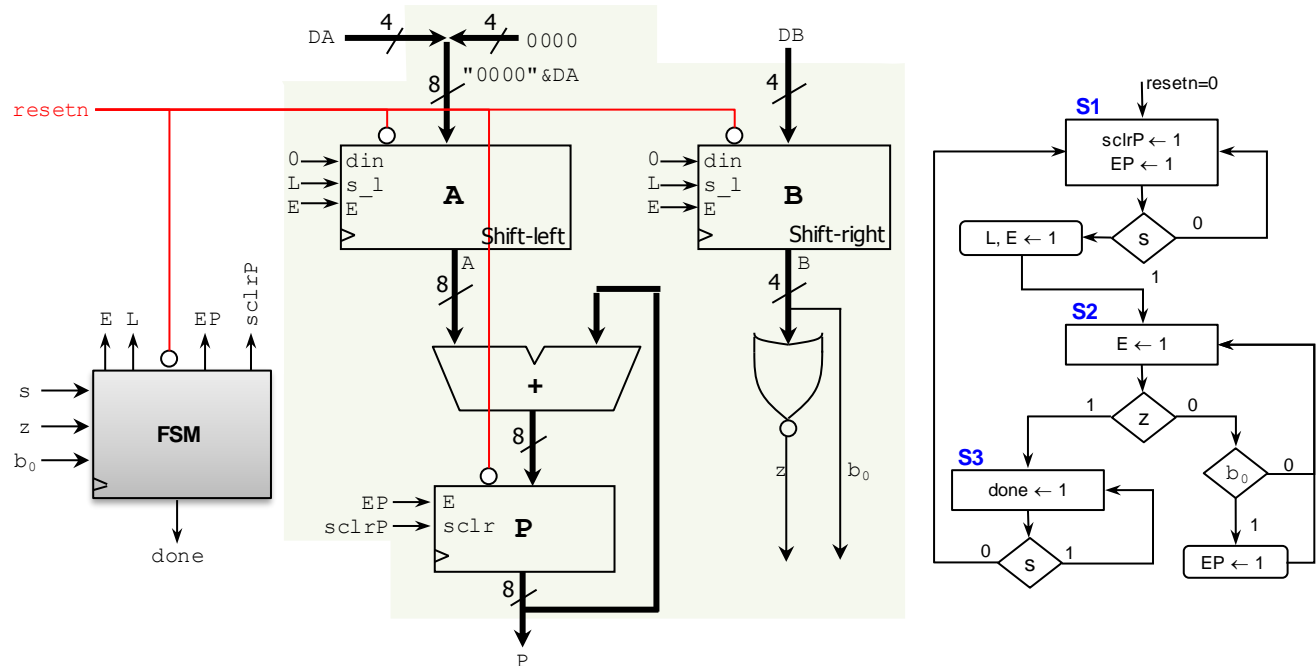 DA
4
4
0000
"0000"&DA
8
DB
4
resetn
0
din
L
s_l
E
E
A
Shift-left
0
din
L
s_l
E
E
B
Shift-right
A
8
B
4
+
8
E
L
EP
sclrP
s
z
b₀
FSM
done
EP
E
sclrP
sclr
P
8
P
z
b₀
resetn=0
S1
sclrP ← 1
EP ← 1
s
0
1
L, E ← 1
S2
E ← 1
z
1
0
S3
done ← 1
s
0
1
b₀
0
1
EP ← 1